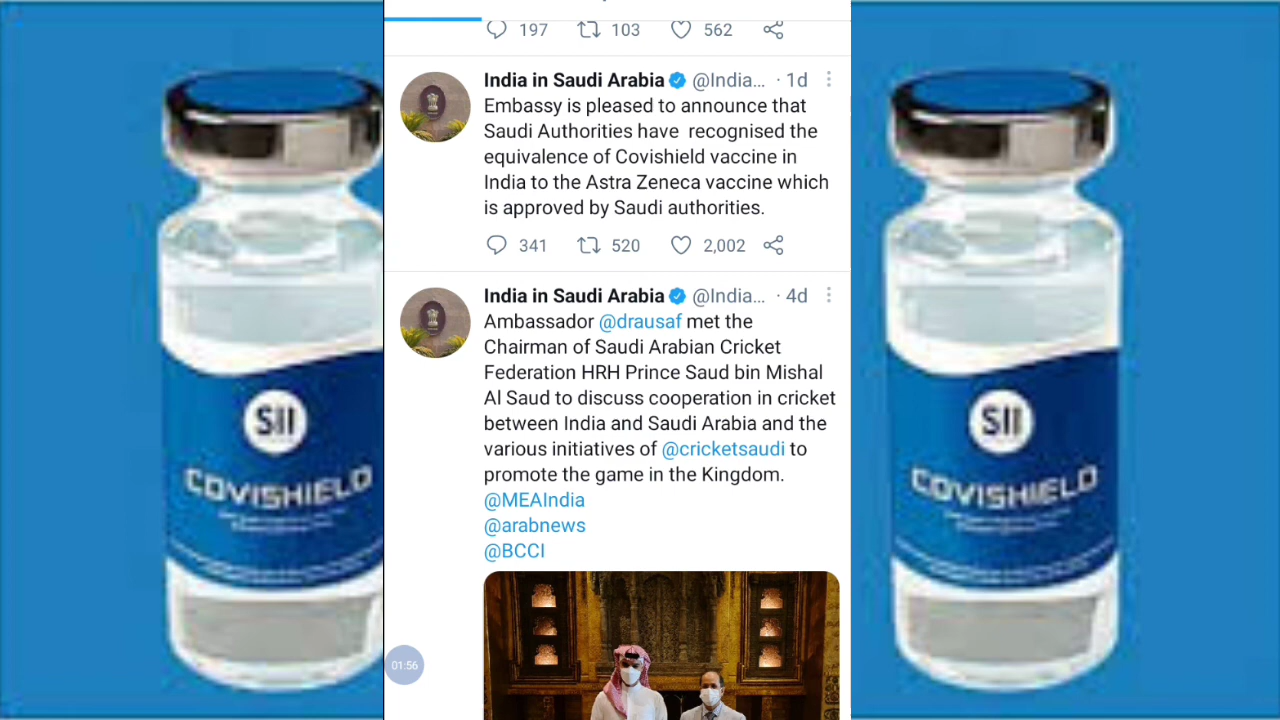 197 103 562
India in Saudi Arabia @India... · 1d
Embassy is pleased to announce that
Saudi Authorities have recognised the
equivalence of Covishield vaccine in
India to the Astra Zeneca vaccine which
is approved by Saudi authorities.
341 520 2,002
India in Saudi Arabia @India... · 4d
Ambassador @drausaf met the
Chairman of Saudi Arabian Cricket
Federation HRH Prince Saud bin Mishal
Al Saud to discuss cooperation in cricket
between India and Saudi Arabia and the
various initiatives of @cricketsaudi to
promote the game in the Kingdom.
@MEAIndia
@arabnews
@BCCI
01:56
SII
COVISHIELD
SII
COVISHIELD